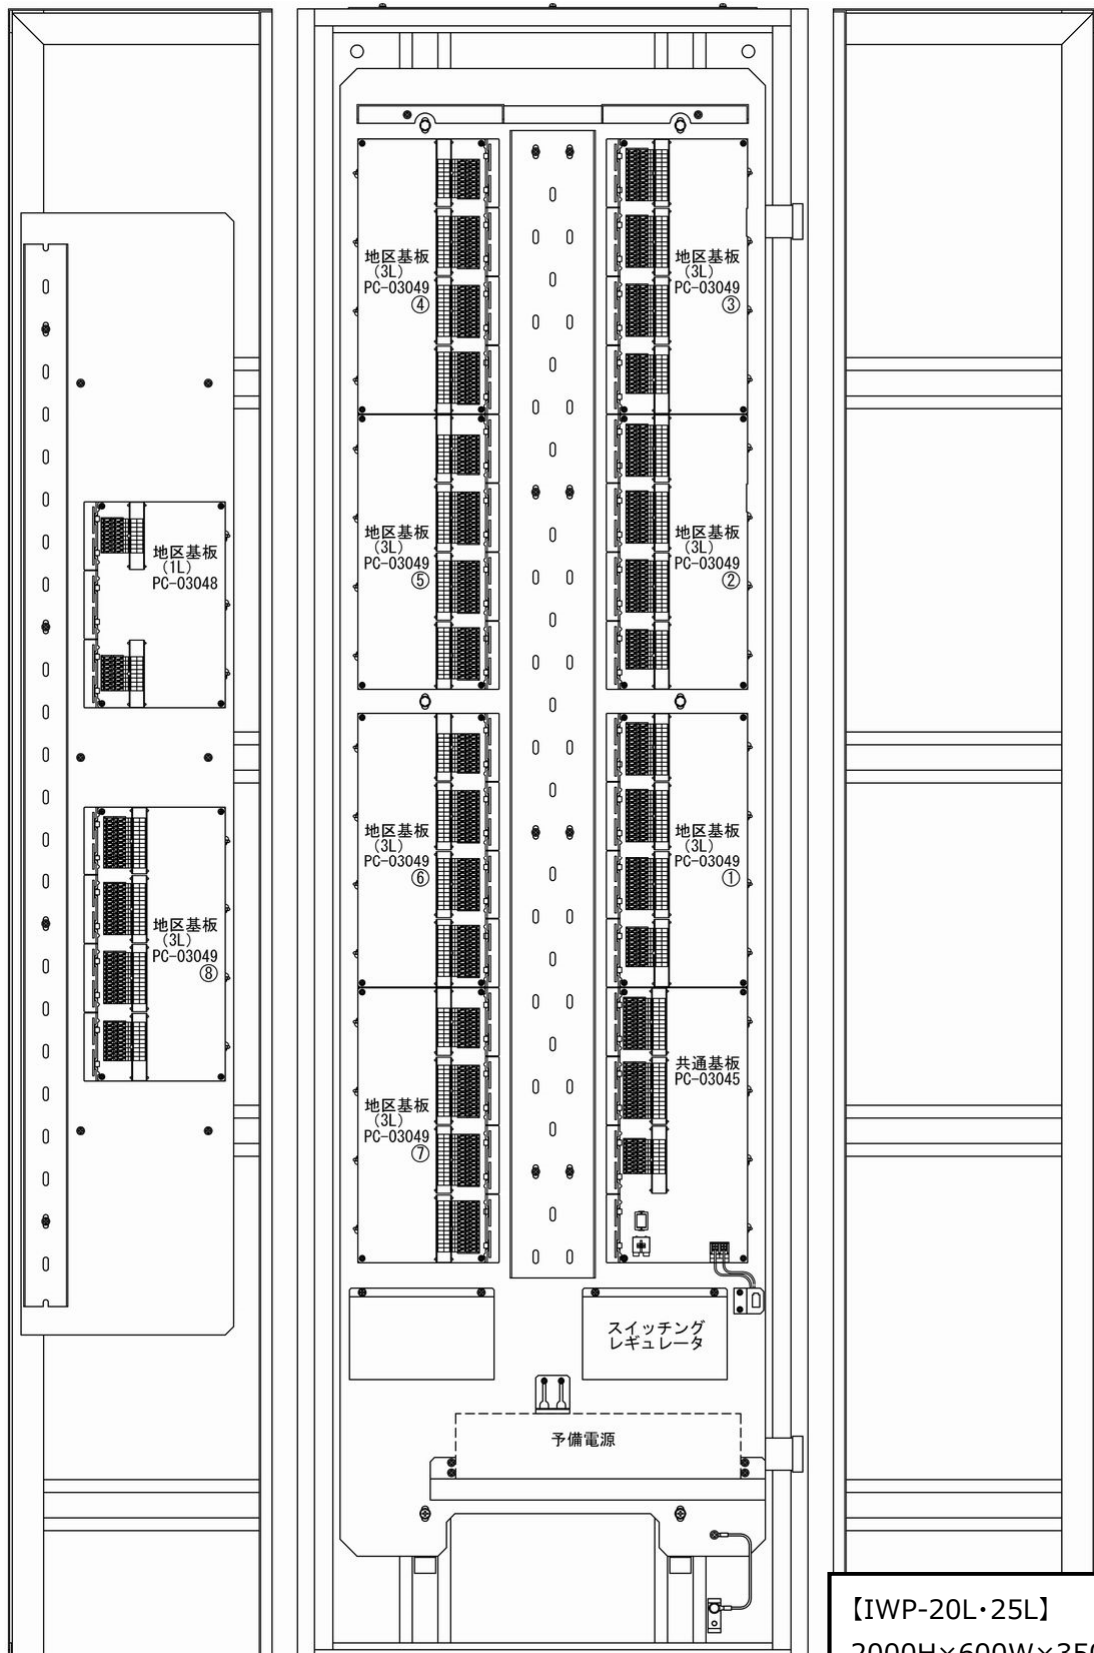 地区基板
(3L)
PC-03049
④
地区基板
(3L)
PC-03049
③
地区基板
(3L)
PC-03049
⑤
地区基板
(3L)
PC-03049
②
地区基板
(1L)
PC-03048
地区基板
(3L)
PC-03049
⑥
地区基板
(3L)
PC-03049
①
地区基板
(3L)
PC-03049
⑧
地区基板
(3L)
PC-03049
⑦
共通基板
PC-03045
スイッチング
レギュレータ
予備電源
【IWP-20L・25L】
2000H×600W×350